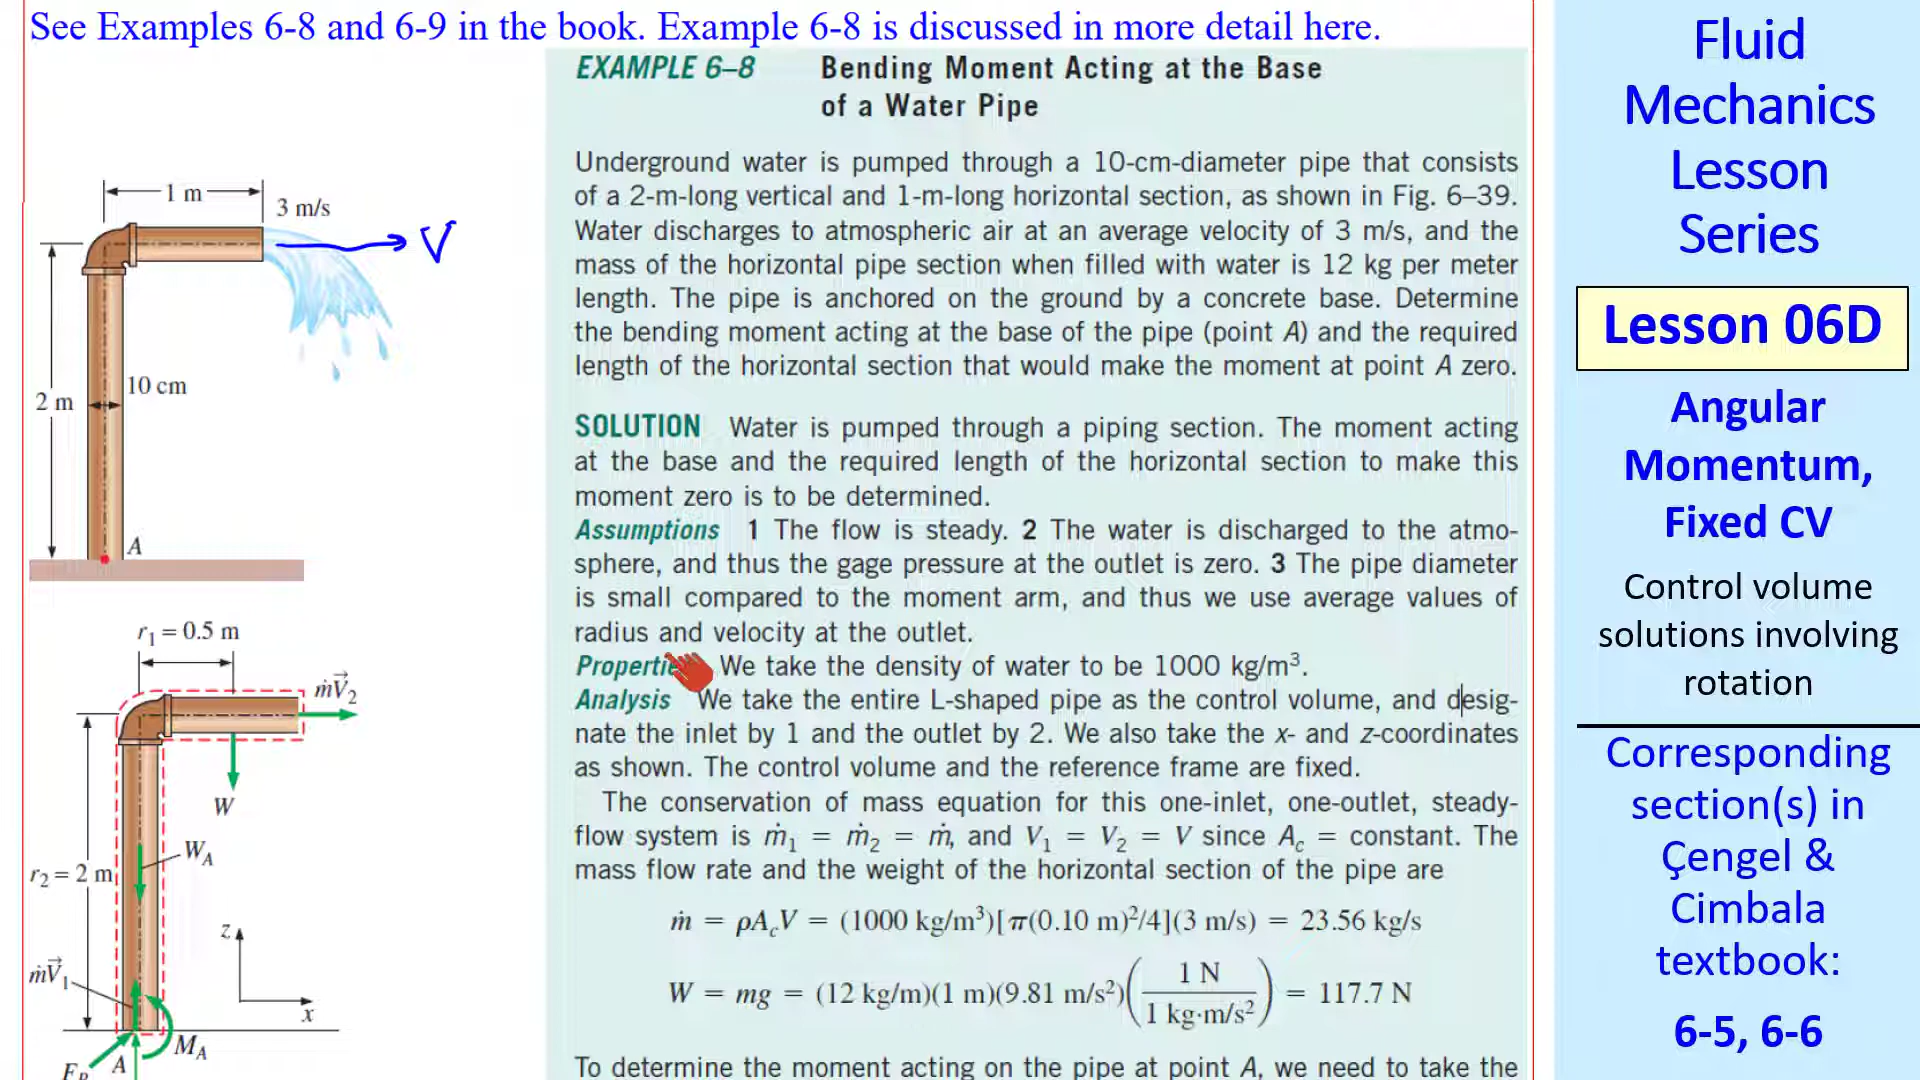 See Examples 6-8 and 6-9 in the book. Example 6-8 is discussed in more detail here.
EXAMPLE 6–8 Bending Moment Acting at the Base
of a Water Pipe
Underground water is pumped through a 10-cm-diameter pipe that consists
of a 2-m-long vertical and 1-m-long horizontal section, as shown in Fig. 6–39.
Water discharges to atmospheric air at an average velocity of 3 m/s, and the
mass of the horizontal pipe section when filled with water is 12 kg per meter
length. The pipe is anchored on the ground by a concrete base. Determine
the bending moment acting at the base of the pipe (point A) and the required
length of the horizontal section that would make the moment at point A zero.
SOLUTION Water is pumped through a piping section. The moment acting
at the base and the required length of the horizontal section to make this
moment zero is to be determined.
Assumptions 1 The flow is steady. 2 The water is discharged to the atmo-
sphere, and thus the gage pressure at the outlet is zero. 3 The pipe diameter
is small compared to the moment arm, and thus we use average values of
radius and velocity at the outlet.
Properti We take the density of water to be 1000 kg/m³.
Analysis We take the entire L-shaped pipe as the control volume, and desig-
nate the inlet by 1 and the outlet by 2. We also take the x- and z-coordinates
as shown. The control volume and the reference frame are fixed.
The conservation of mass equation for this one-inlet, one-outlet, steady-
flow system is ṁ₁ = ṁ₂ = ṁ, and V₁ = V₂ = V since A꜀ = constant. The
mass flow rate and the weight of the horizontal section of the pipe are
ṁ = ρA꜀V = (1000 kg/m³)[π(0.10 m)²/4](3 m/s) = 23.56 kg/s
W = mg = (12 kg/m)(1 m)(9.81 m/s²)(1 N / 1 kg·m/s²) = 117.7 N
To determine the moment acting on the pipe at point A, we need to take the
1 m
3 m/s
V
2 m
10 cm
A
r₁ = 0.5 m
ṁV⃗₂
W
W_A
r₂ = 2 m
z
x
ṁV⃗₁
M_A
A
Fluid
Mechanics
Lesson
Series
Lesson 06D
Angular
Momentum,
Fixed CV
Control volume
solutions involving
rotation
Corresponding
section(s) in
Çengel &
Cimbala
textbook:
6-5, 6-6